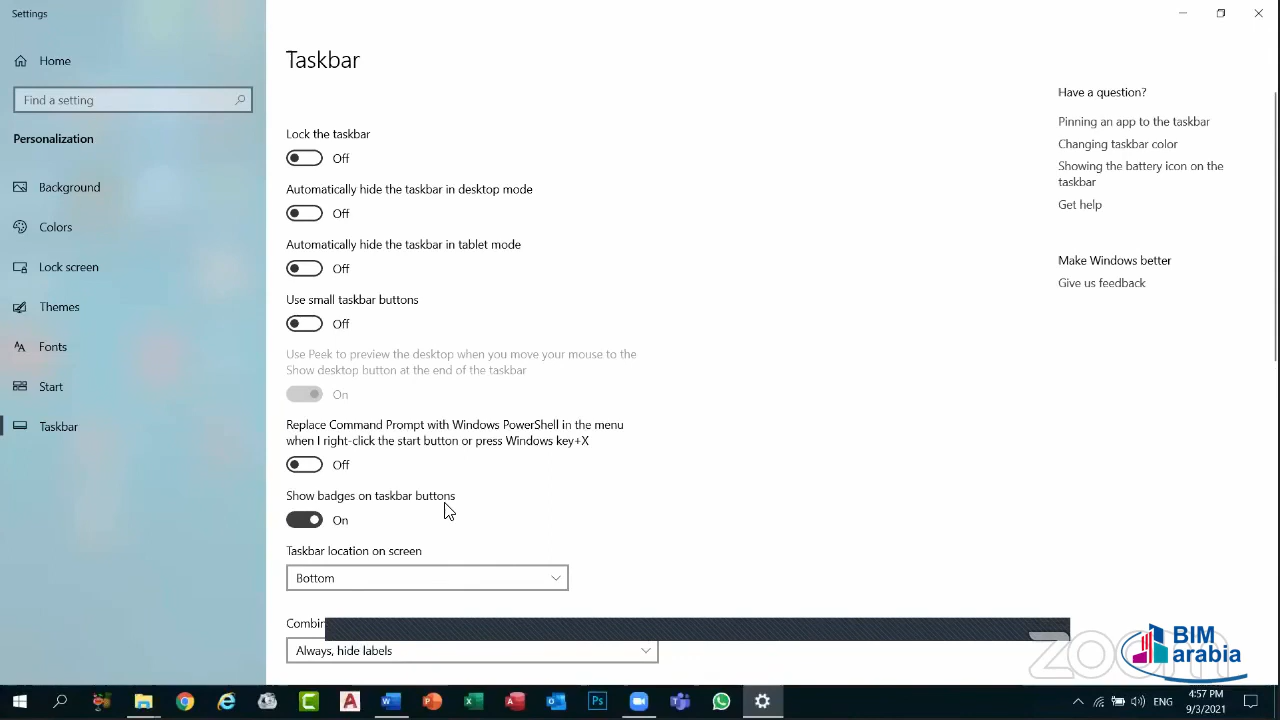 Settings
Home
Find a setting
Personalization
Background
Colors
Lock screen
Themes
Fonts
Start
Taskbar
Taskbar
Lock the taskbar
Off
Automatically hide the taskbar in desktop mode
Off
Automatically hide the taskbar in tablet mode
Off
Use small taskbar buttons
Off
Use Peek to preview the desktop when you move your mouse to the
Show desktop button at the end of the taskbar
On
Replace Command Prompt with Windows PowerShell in the menu
when I right-click the start button or press Windows key+X
Off
Show badges on taskbar buttons
On
Taskbar location on screen
Bottom
Always, hide labels
Have a question?
Pinning an app to the taskbar
Changing taskbar color
Showing the battery icon on the
taskbar
Get help
Make Windows better
Give us feedback
zoom
BIM
arabia
ENG
4:57 PM
9/3/2021